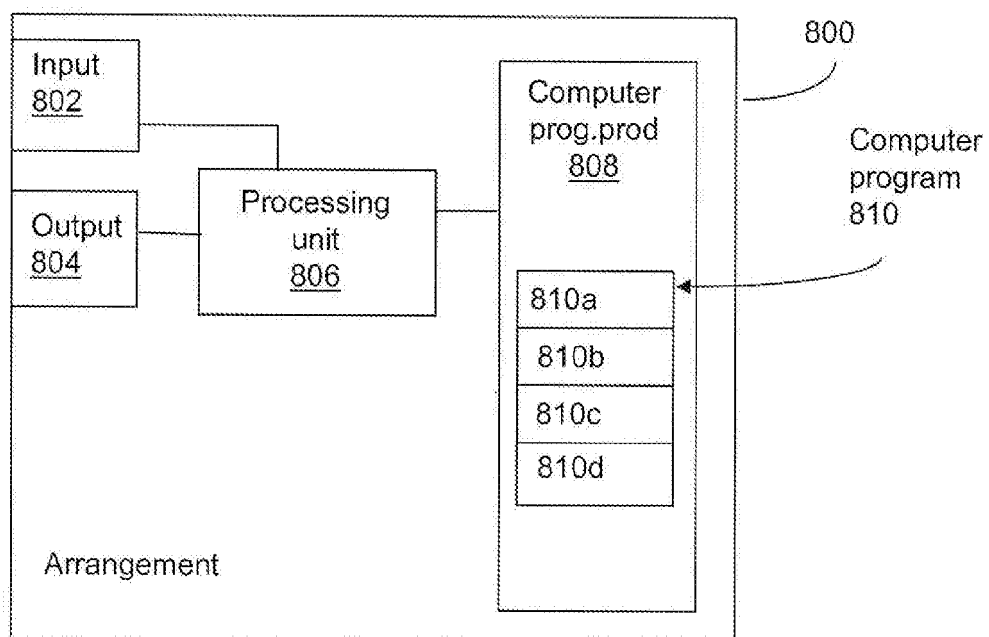 800
Input
802
Computer
prog.prod
808
Computer
program
810
Processing
unit
806
Output
804
810a
810b
810c
810d
Arrangement